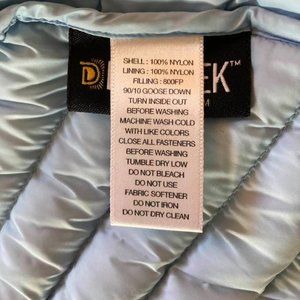 SHELL : 100% NYLON
LINING : 100% NYLON
FILLING : 800FP
90/10 GOOSE DOWN
TURN INSIDE OUT
BEFORE WASHING
MACHINE WASH COLD
WITH LIKE COLORS
CLOSE ALL FASTENERS
BEFORE WASHING
TUMBLE DRY LOW
DO NOT BLEACH
DO NOT USE
FABRIC SOFTENER
DO NOT IRON
DO NOT DRY CLEAN